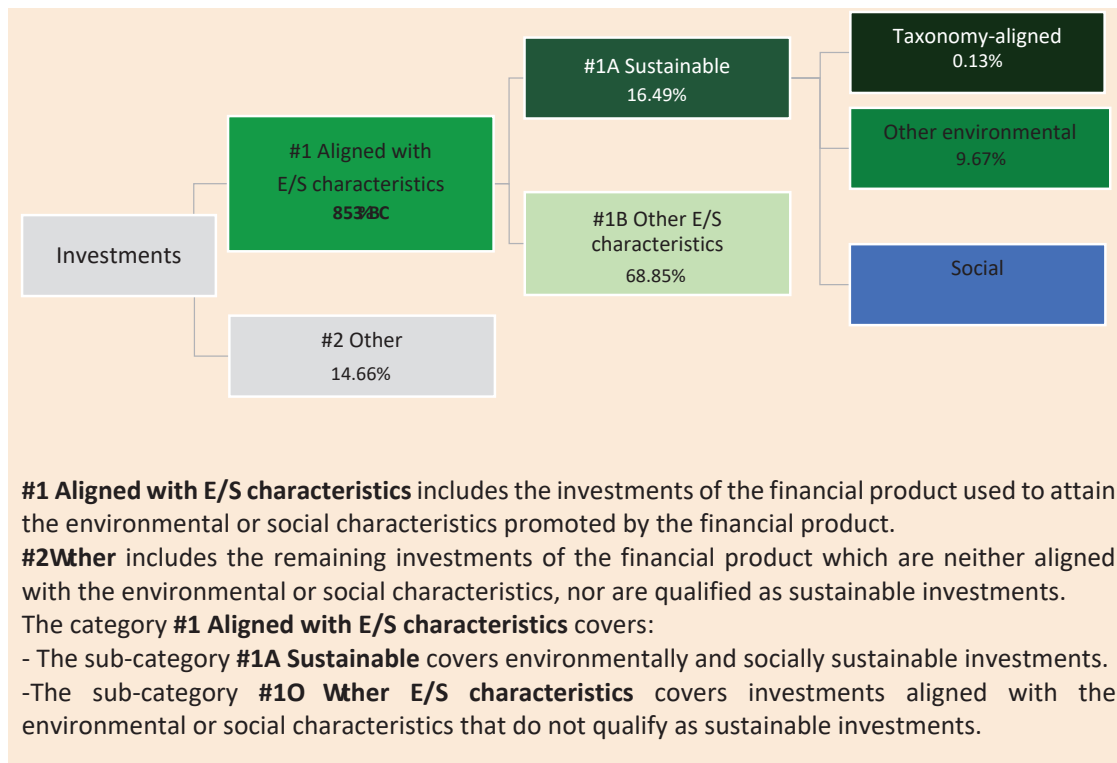 Taxonomy-aligned
0.13%
#1A Sustainable
16.49%
Other environmental
9.67%
#1 Aligned with
E/S characteristics
#1B Other E/S
characteristics
68.85%
Social
Investments
#2 Other
14.66%
#1 Aligned with E/S characteristics includes the investments of the financial product used to attain
the environmental or social characteristics promoted by the financial product.
includes the remaining investments of the financial product which are neither aligned
with the environmental or social characteristics, nor are qualified as sustainable investments.
The category #1 Aligned with E/S characteristics covers:
- The sub-category #1A Sustainable covers environmentally and socially sustainable investments.
-The sub-category E/S characteristics covers investments aligned with the
environmental or social characteristics that do not qualify as sustainable investments.